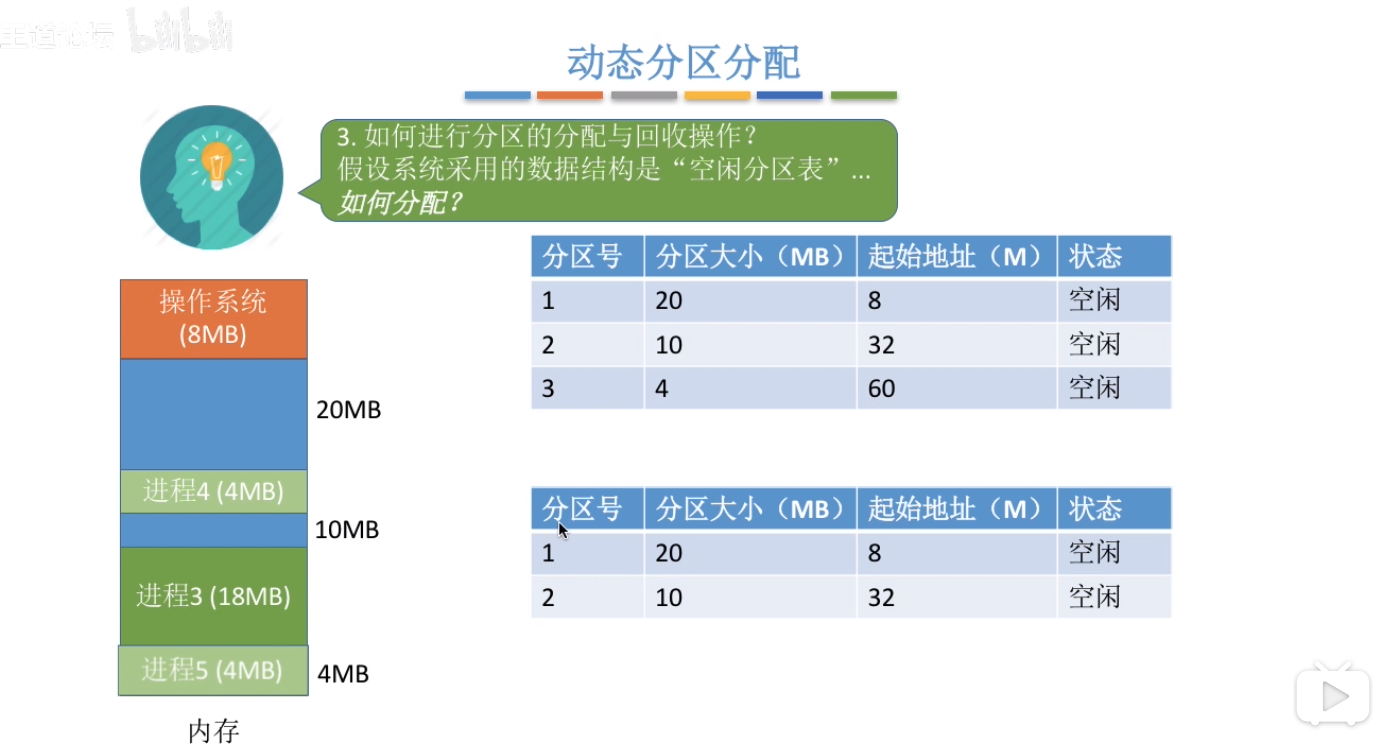 王道论坛 bilibili
动态分区分配
3. 如何进行分区的分配与回收操作？
假设系统采用的数据结构是“空闲分区表”...
如何分配？
分区号 分区大小（MB） 起始地址（M） 状态
1 20 8 空闲
2 10 32 空闲
3 4 60 空闲
操作系统
(8MB)
20MB
进程4 (4MB)
10MB
进程3 (18MB)
进程5 (4MB)
4MB
内存
分区号 分区大小（MB） 起始地址（M） 状态
1 20 8 空闲
2 10 32 空闲